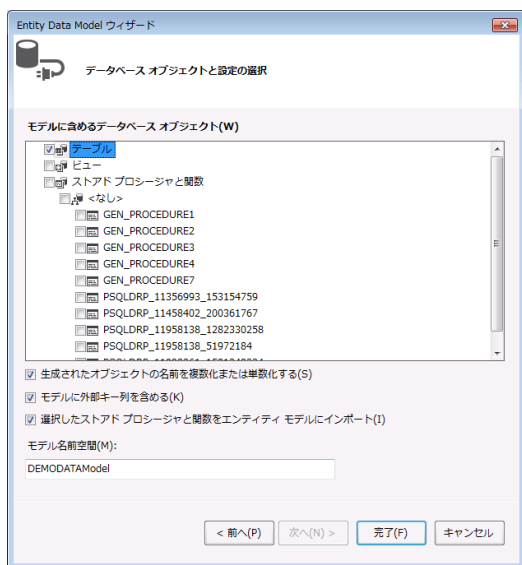 Entity Data Model ウィザード
データベース オブジェクトと設定の選択
モデルに含めるデータベース オブジェクト(W)
テーブル
ビュー
ストアド プロシージャと関数
<なし>
GEN_PROCEDURE1
GEN_PROCEDURE2
GEN_PROCEDURE3
GEN_PROCEDURE4
GEN_PROCEDURE7
PSQLDRP_11356993_153154759
PSQLDRP_11458402_200361767
PSQLDRP_11958138_1282330258
PSQLDRP_11958138_51972184
生成されたオブジェクトの名前を複数化または単数化する(S)
モデルに外部キー列を含める(K)
選択したストアド プロシージャと関数をエンティティ モデルにインポート(I)
モデル名前空間(M):
DEMODATAModel
< 前へ(P)
次へ(N) >
完了(F)
キャンセル